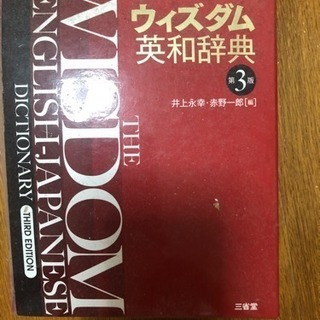 ウィズダム
英和辞典
第3版
井上永幸・赤野一郎[編]
THE
WISDOM
ENGLISH-JAPANESE
DICTIONARY
THIRD EDITION
三省堂